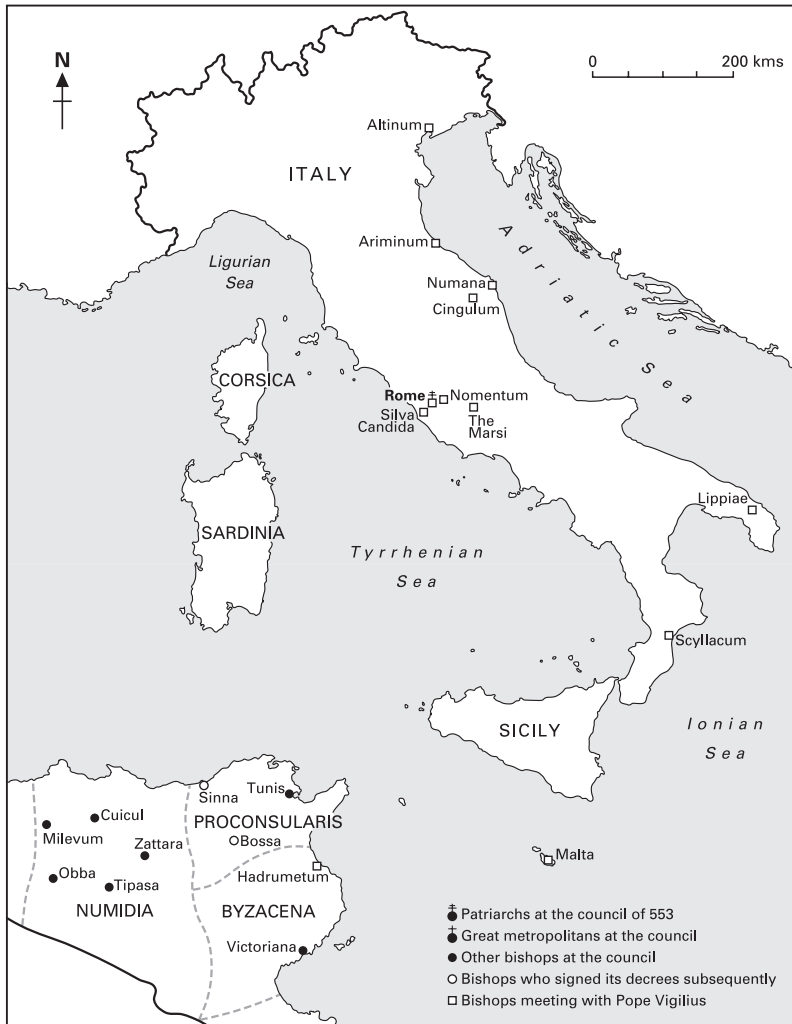 N
0 200 kms
Altinum
ITALY
Ariminum
Ligurian
Sea
Adriatic Sea
Numana
Cingulum
CORSICA
Rome
Nomentum
Silva
Candida
The
Marsi
SARDINIA
Lippiae
Tyrrhenian
Sea
Scyllacum
SICILY
Ionian
Sea
Sinna
Tunis
Cuicul
PROCONSULARIS
Milevum
Zattara
Bossa
Malta
Obba
Hadrumetum
Tipasa
NUMIDIA
BYZACENA
Victoriana
Patriarchs at the council of 553
Great metropolitans at the council
Other bishops at the council
Bishops who signed its decrees subsequently
Bishops meeting with Pope Vigilius